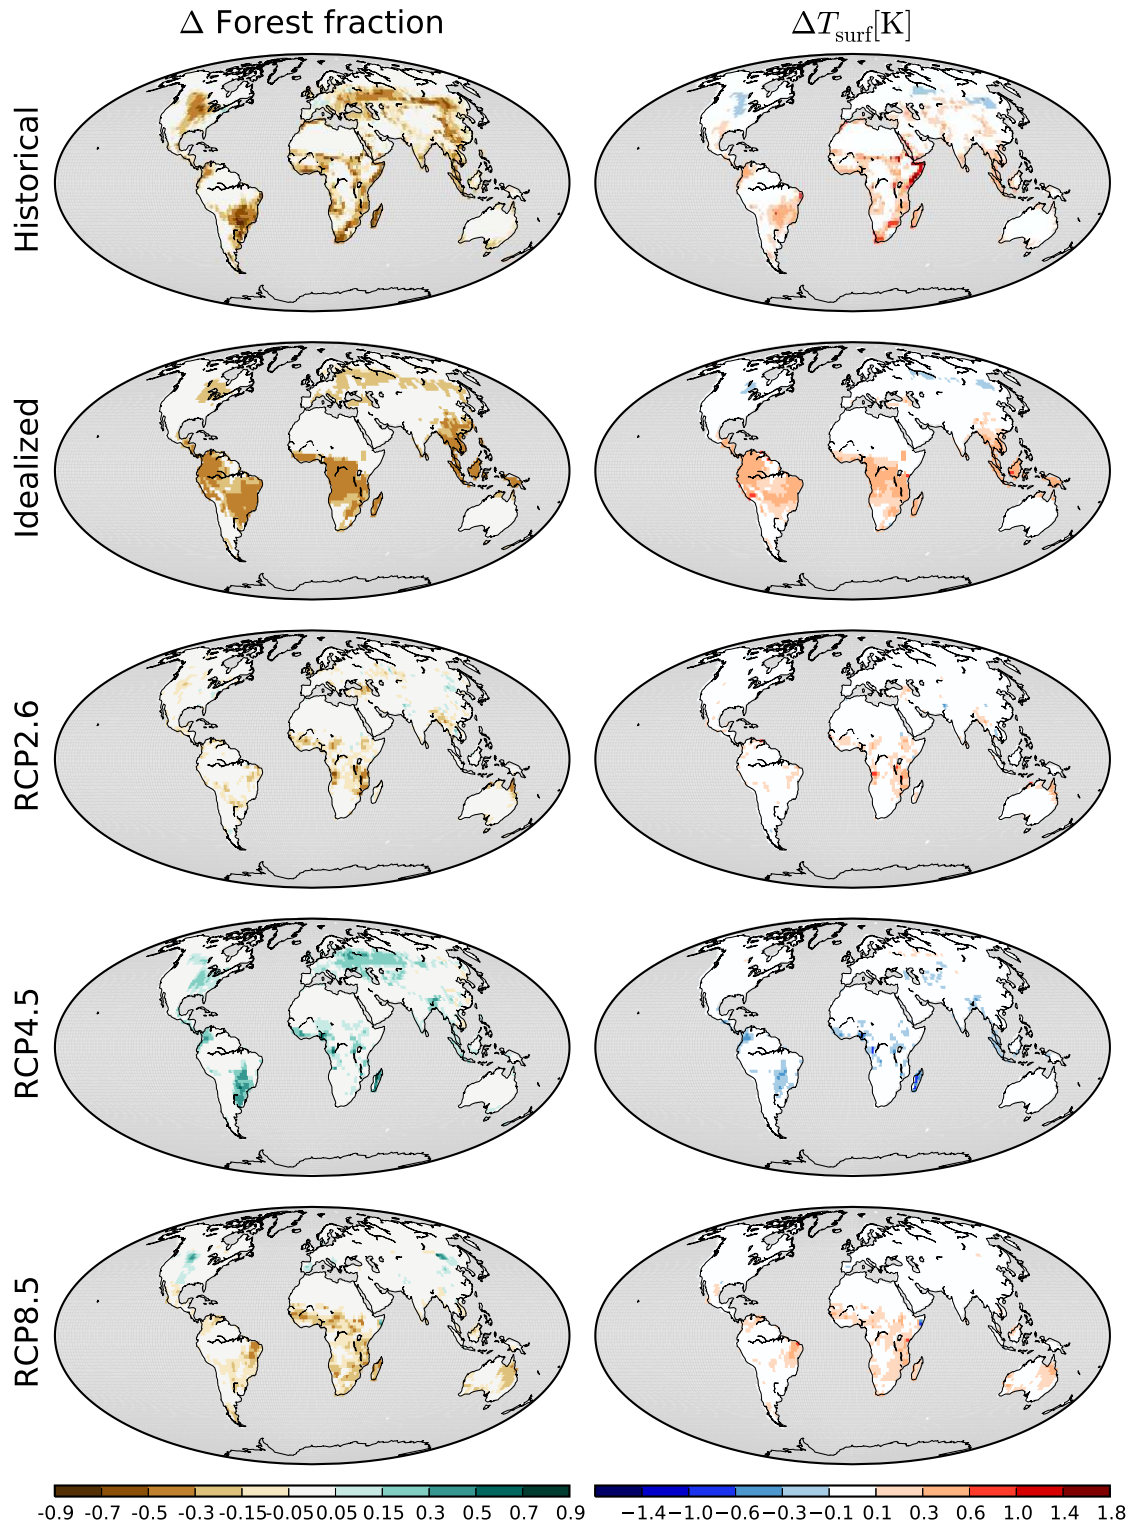 Δ Forest fraction
ΔT_surf[K]
Historical
Idealized
RCP2.6
RCP4.5
RCP8.5
-0.9 -0.7 -0.5 -0.3 -0.15 -0.05 0.05 0.15 0.3 0.5 0.7 0.9
−1.4 −1.0 −0.6 −0.3 −0.1 0.1 0.3 0.6 1.0 1.4 1.8